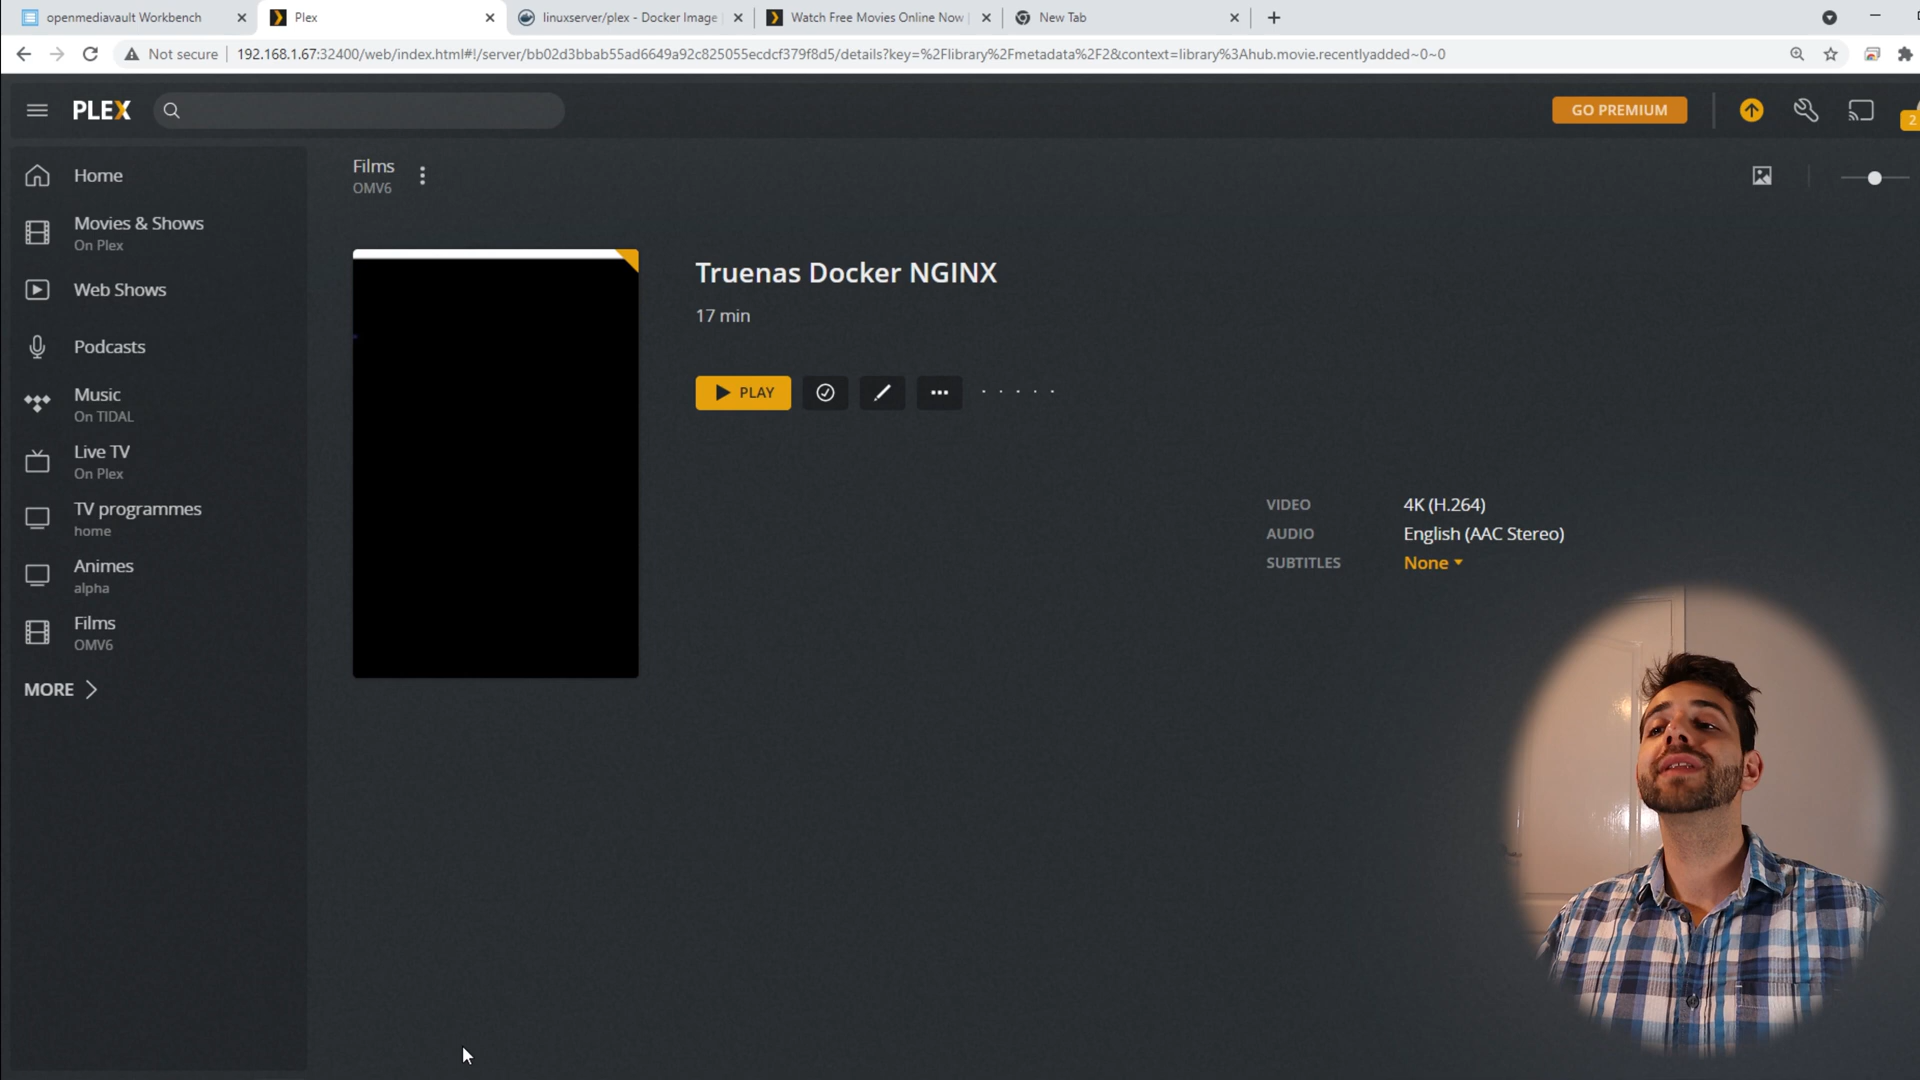 openmediavault Workbench
Plex
linuxserver/plex - Docker Image
Watch Free Movies Online Now
New Tab
Not secure
192.168.1.67:32400/web/index.html#!/server/bb02d3bbab55ad6649a92c825055ecdcf379f8d5/details?key=%2Flibrary%2Fmetadata%2F2&context=library%3Ahub.movie.recentlyadded~0~0
PLEX
GO PREMIUM
2
Home
Movies & Shows
On Plex
Web Shows
Podcasts
Music
On TIDAL
Live TV
On Plex
TV programmes
home
Animes
alpha
Films
OMV6
MORE
Films
OMV6
Truenas Docker NGINX
17 min
PLAY
VIDEO 4K (H.264)
AUDIO English (AAC Stereo)
SUBTITLES None